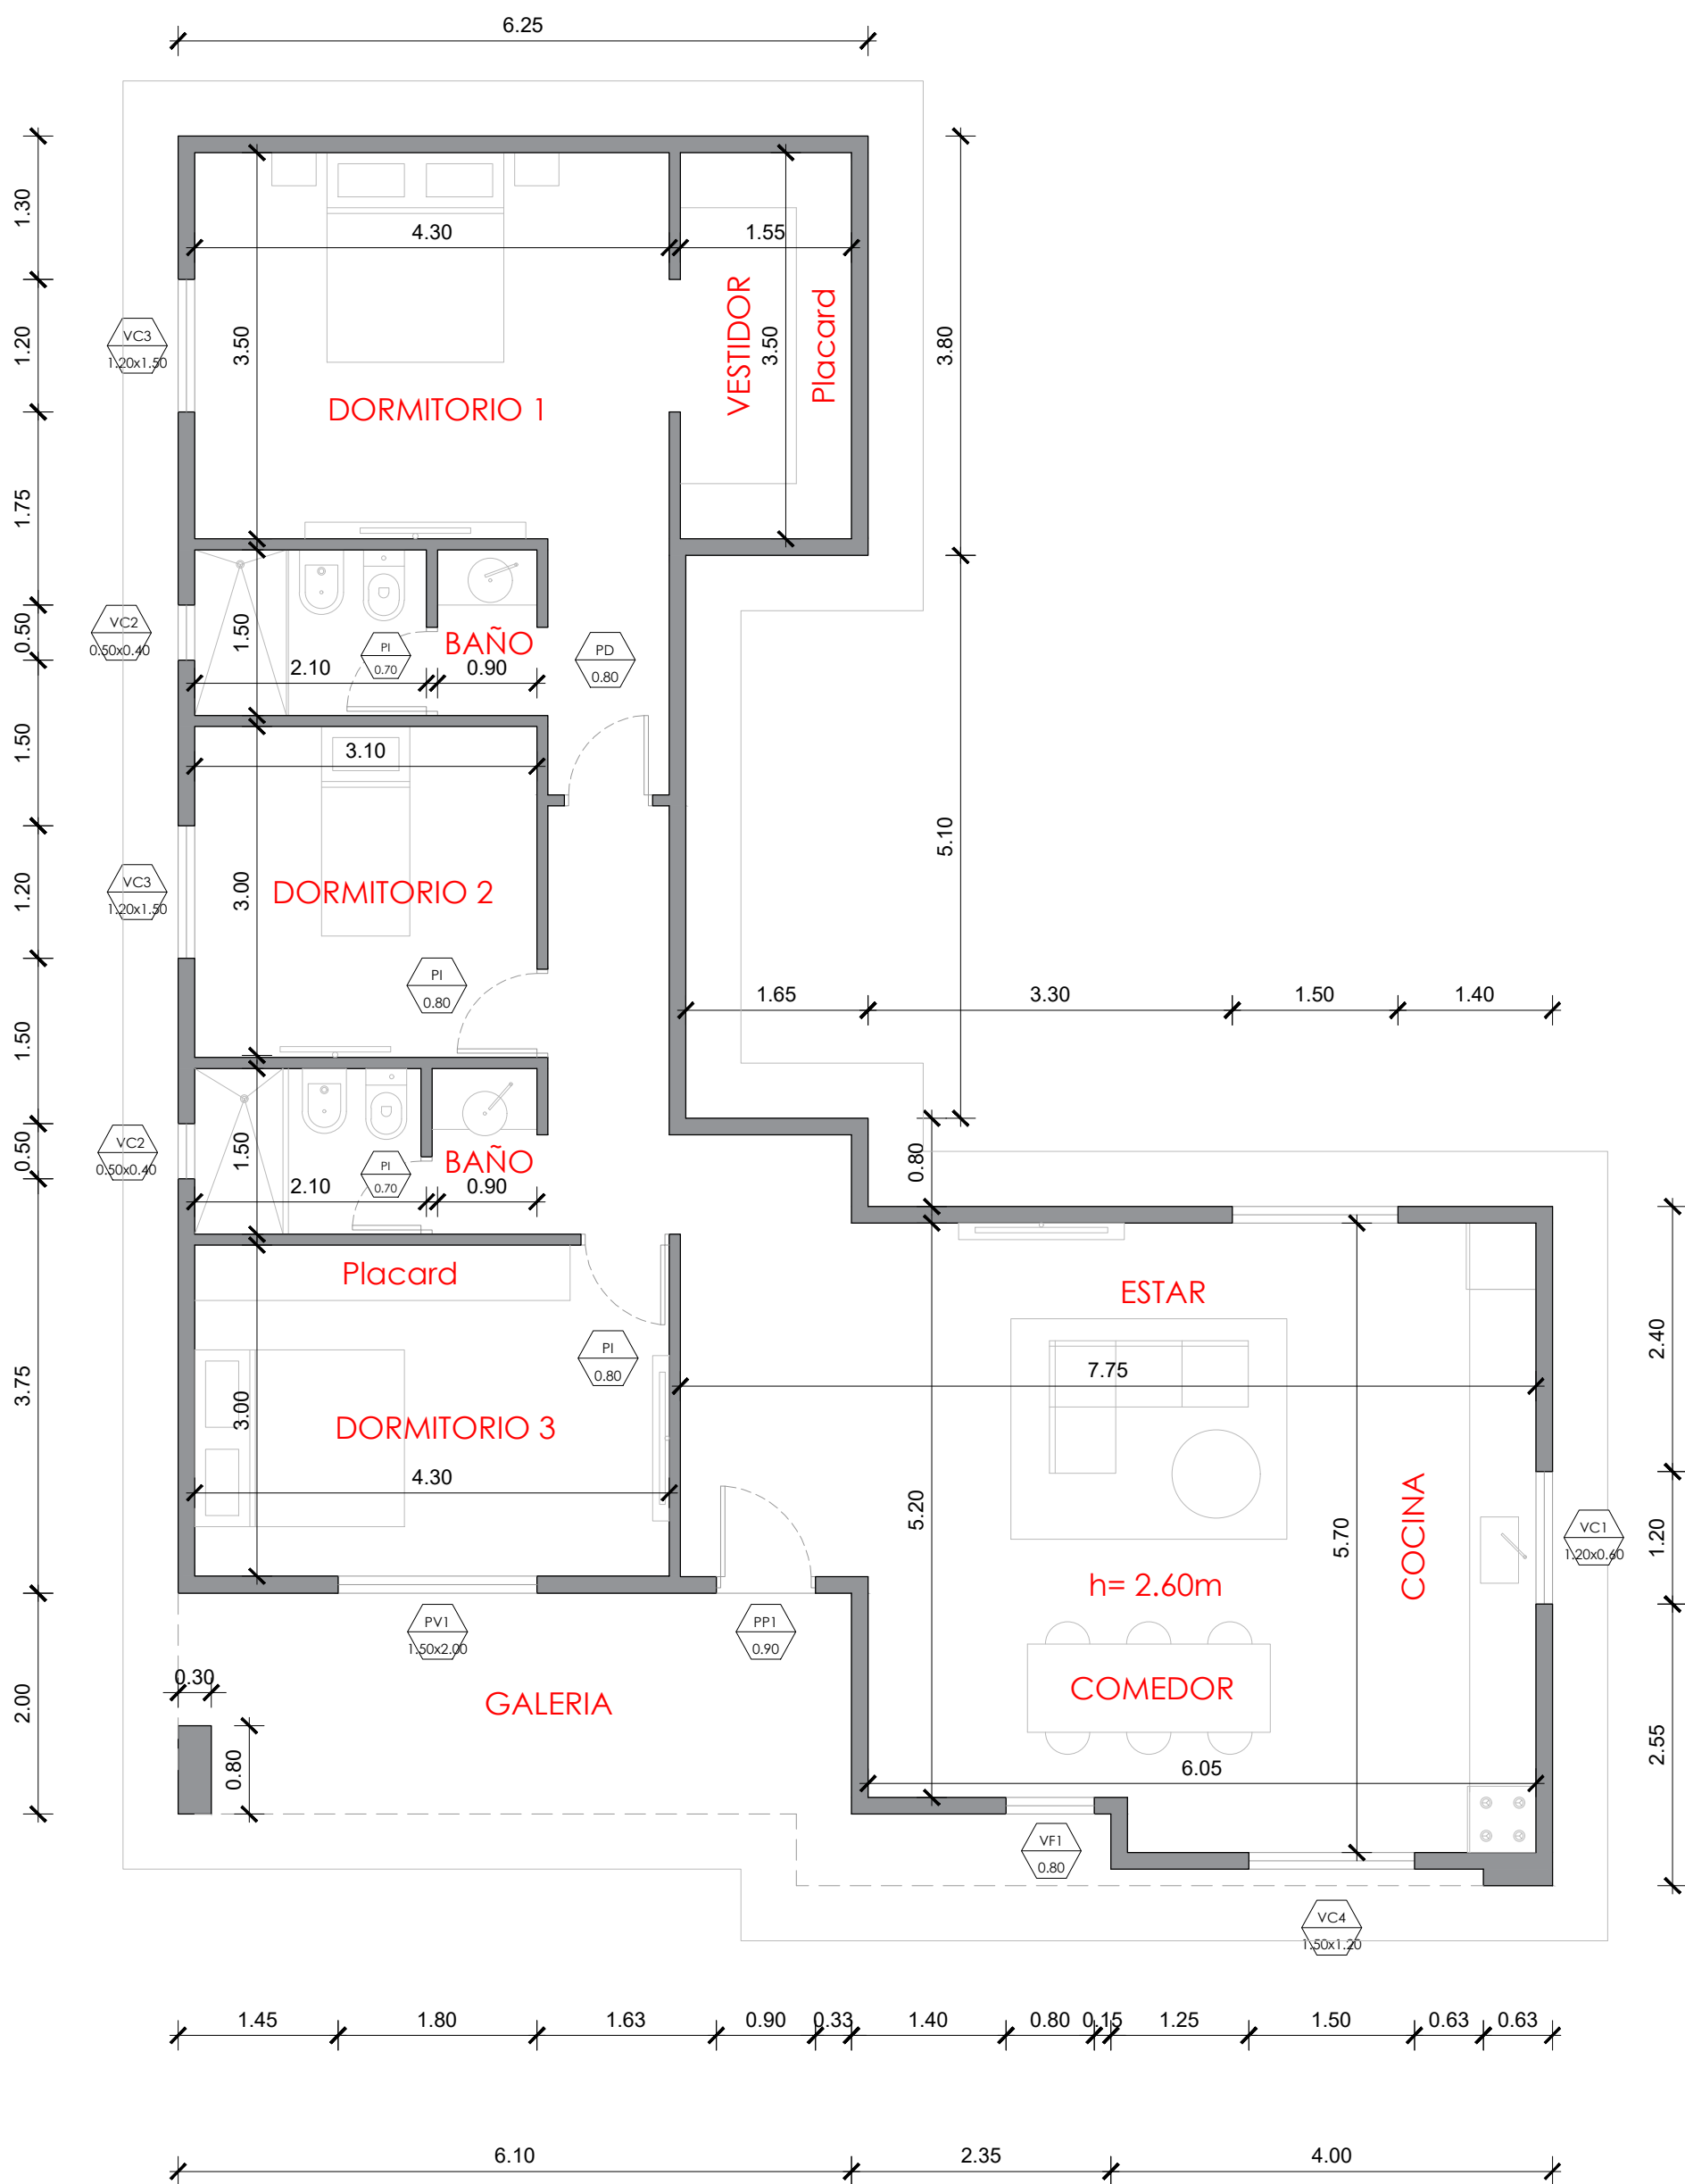 6.25
1.30
4.30
1.55
VC3
1.20x1.50
1.20
3.50
VESTIDOR
3.50
Placard
3.80
DORMITORIO 1
1.75
VC2
0.50x0.40
0.50
1.50
PI
0.70
BAÑO
PD
0.80
2.10
0.90
1.50
3.10
5.10
VC3
1.20x1.50
1.20
3.00
DORMITORIO 2
PI
0.80
1.65
3.30
1.50
1.40
1.50
VC2
0.50x0.40
0.50
1.50
PI
0.70
BAÑO
0.80
2.10
0.90
Placard
ESTAR
PI
0.80
2.40
3.75
7.75
3.00
DORMITORIO 3
4.30
5.20
5.70
COCINA
VC1
1.20x0.60
1.20
h= 2.60m
PV1
1.50x2.00
PP1
0.90
0.30
2.00
GALERIA
COMEDOR
2.55
0.80
6.05
VF1
0.80
VC4
1.50x1.20
1.45
1.80
1.63
0.90
0.33
1.40
0.80
0.15
1.25
1.50
0.63
0.63
6.10
2.35
4.00